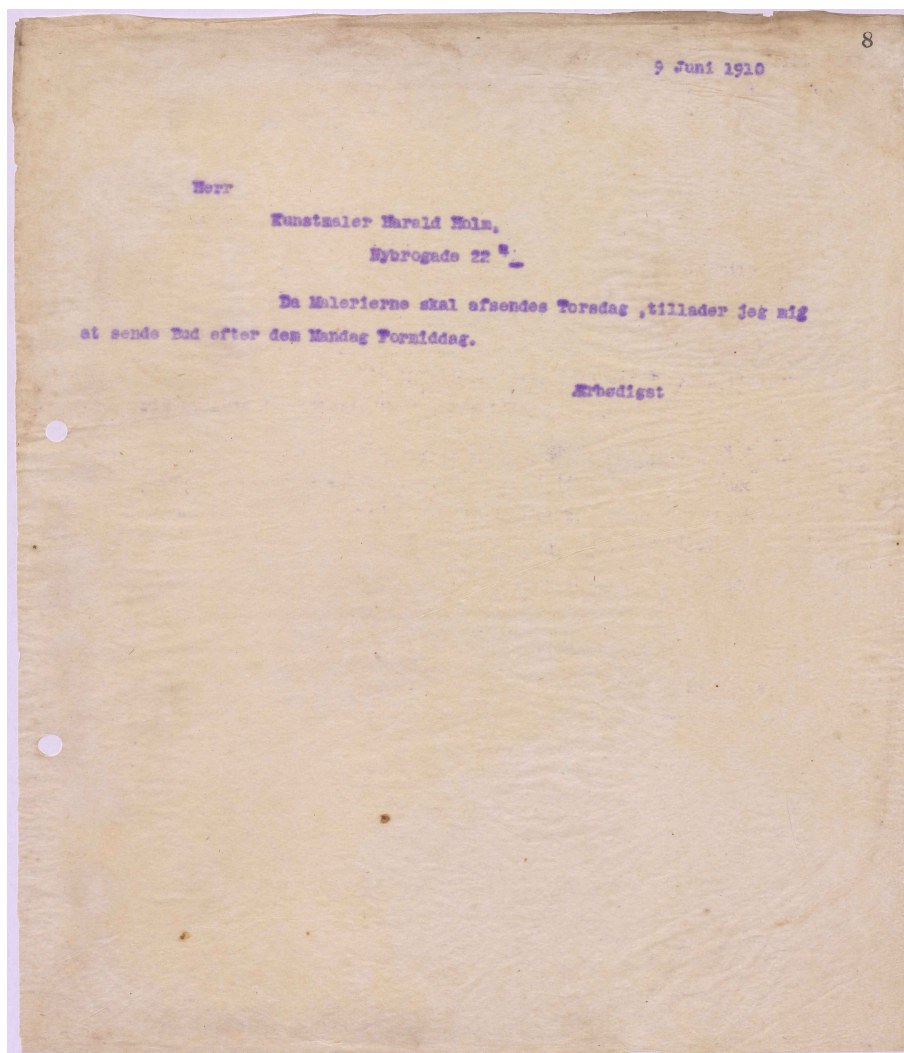 8
9 Juni 1910
Herr
Kunstmaler Harald Holm,
Nybrogade 22
Da Malerierne skal afsendes Torsdag ,tillader jeg mig
at sende Bud efter dem Mandag Formiddag.
Ærbødigst